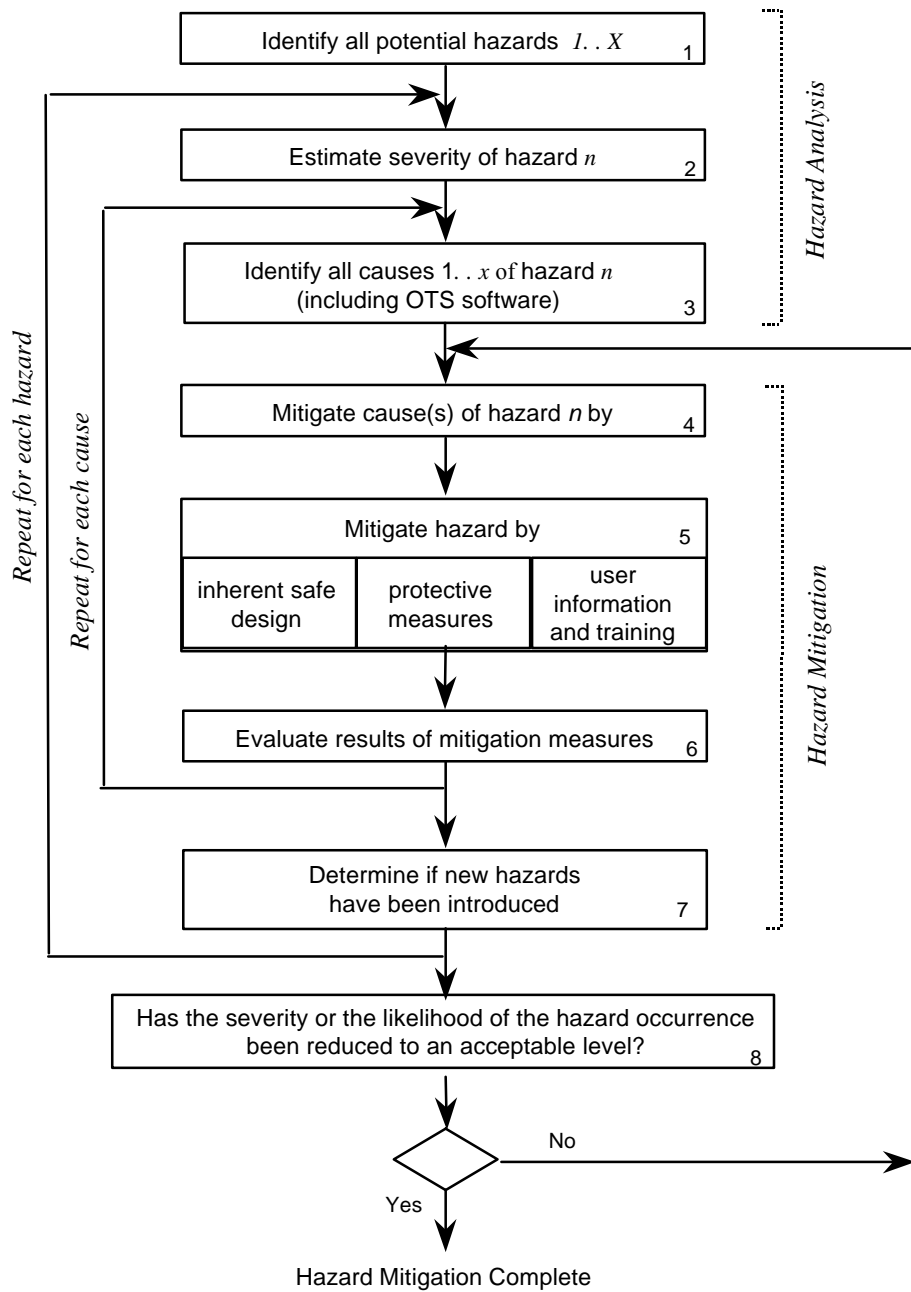 Identify all potential hazards 1. . X
1
Estimate severity of hazard n
2
Identify all causes 1. . x of hazard n
(including OTS software)
3
Mitigate cause(s) of hazard n by
4
Mitigate hazard by
5
inherent safe
design
protective
measures
user
information
and training
Evaluate results of mitigation measures
6
Determine if new hazards
have been introduced
7
Has the severity or the likelihood of the hazard occurrence
been reduced to an acceptable level?
8
No
Yes
Hazard Mitigation Complete
Repeat for each hazard
Repeat for each cause
Hazard Analysis
Hazard Mitigation